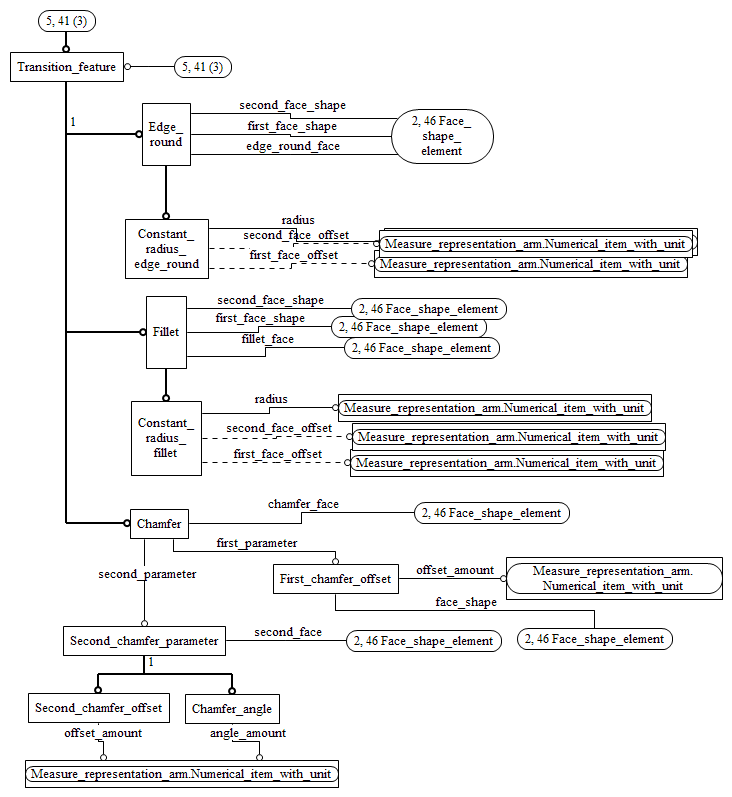 5, 41 (3)
Transition_feature
5, 41 (3)
1
Edge_
round
second_face_shape
first_face_shape
edge_round_face
2, 46 Face_
shape_
element
Constant_
radius_
edge_round
radius
second_face_offset
first_face_offset
Measure_representation_arm.Numerical_item_with_unit
Measure_representation_arm.Numerical_item_with_unit
Fillet
second_face_shape
first_face_shape
fillet_face
2, 46 Face_shape_element
2, 46 Face_shape_element
2, 46 Face_shape_element
Constant_
radius_
fillet
radius
second_face_offset
first_face_offset
Measure_representation_arm.Numerical_item_with_unit
Measure_representation_arm.Numerical_item_with_unit
Measure_representation_arm.Numerical_item_with_unit
Chamfer
chamfer_face
2, 46 Face_shape_element
first_parameter
second_parameter
First_chamfer_offset
offset_amount
Measure_representation_arm.
Numerical_item_with_unit
face_shape
2, 46 Face_shape_element
Second_chamfer_parameter
second_face
2, 46 Face_shape_element
1
Second_chamfer_offset
Chamfer_angle
offset_amount
angle_amount
Measure_representation_arm.Numerical_item_with_unit